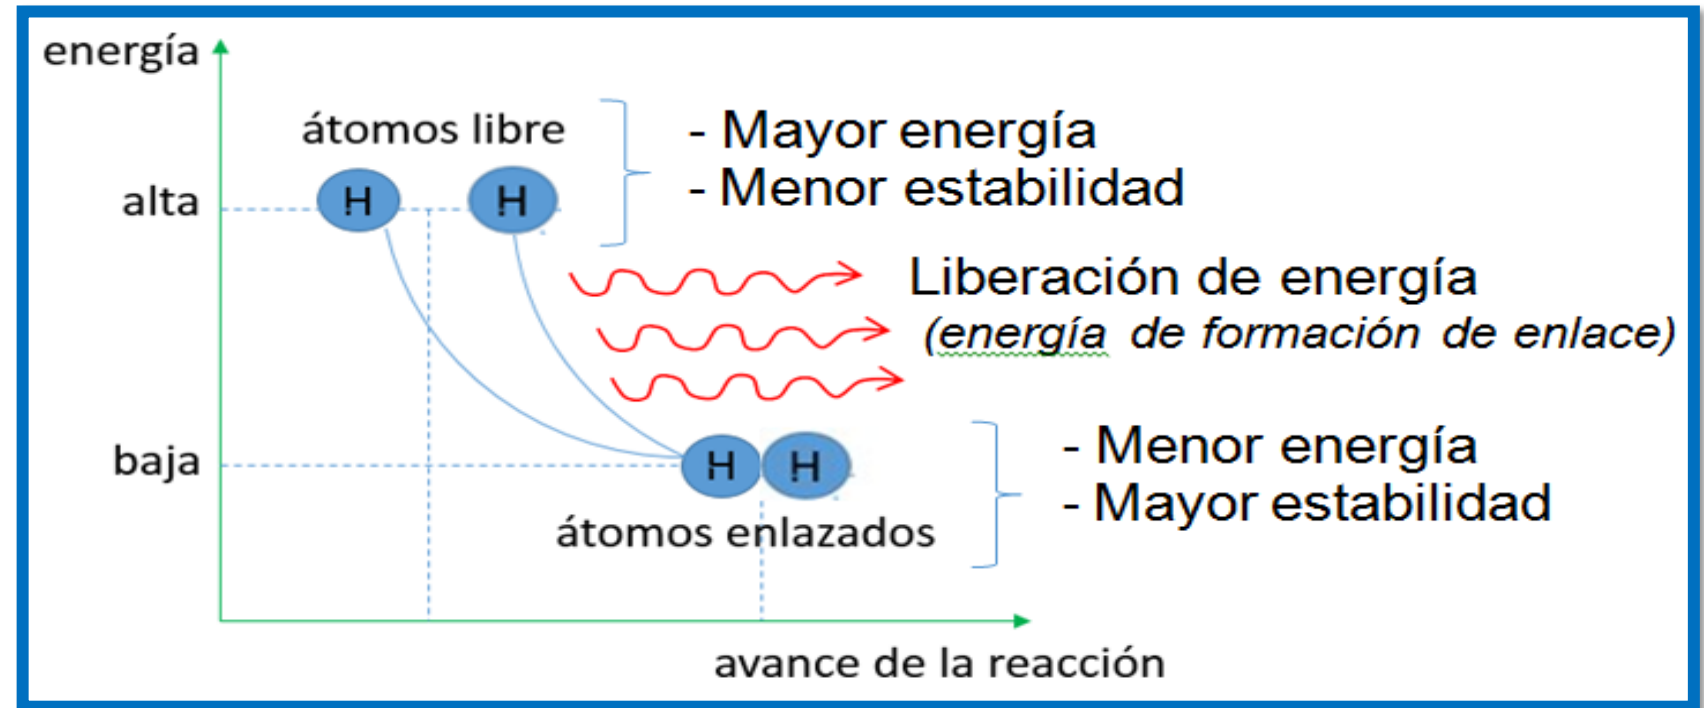 energía
átomos libre
- Mayor energía
- Menor estabilidad
alta
H
H
Liberación de energía
(energía de formación de enlace)
baja
H
H
- Menor energía
- Mayor estabilidad
átomos enlazados
avance de la reacción